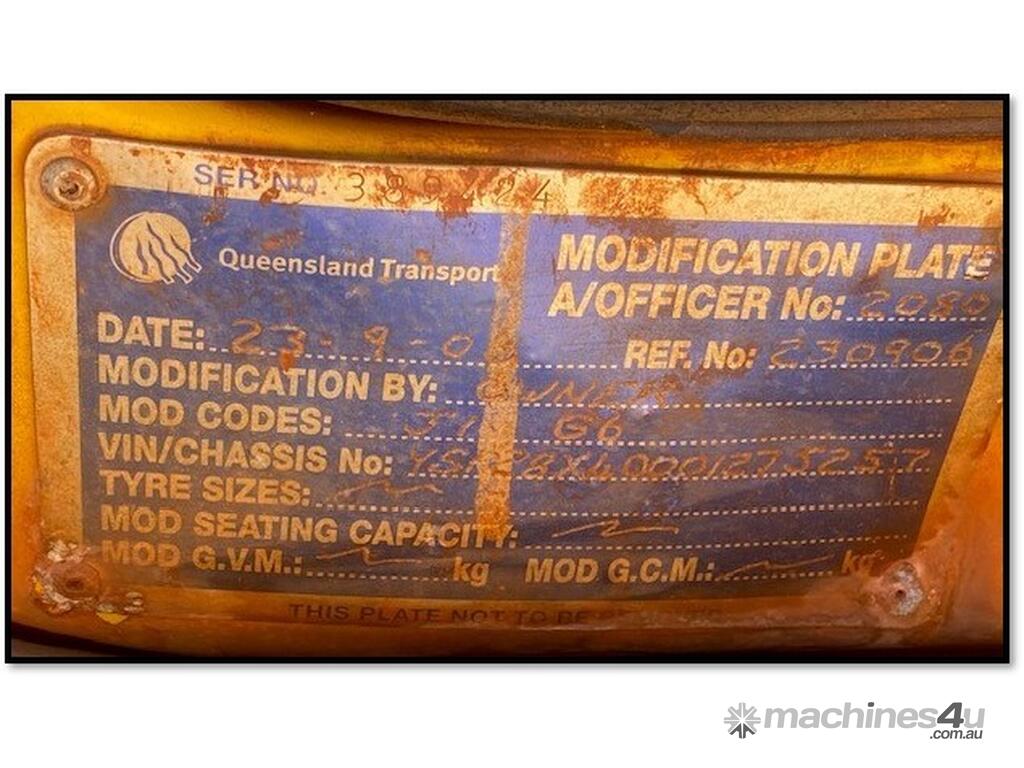 SER NO.
Queensland Transport
MODIFICATION PLATE
A/OFFICER No: 2080
DATE: 23-9-0
REF. No: 230906
MODIFICATION BY: OWNER
MOD CODES: G6
VIN/CHASSIS No:
TYRE SIZES:
MOD SEATING CAPACITY:
MOD G.V.M.: kg MOD G.C.M.: kg
THIS PLATE NOT TO BE
machines4u
.com.au